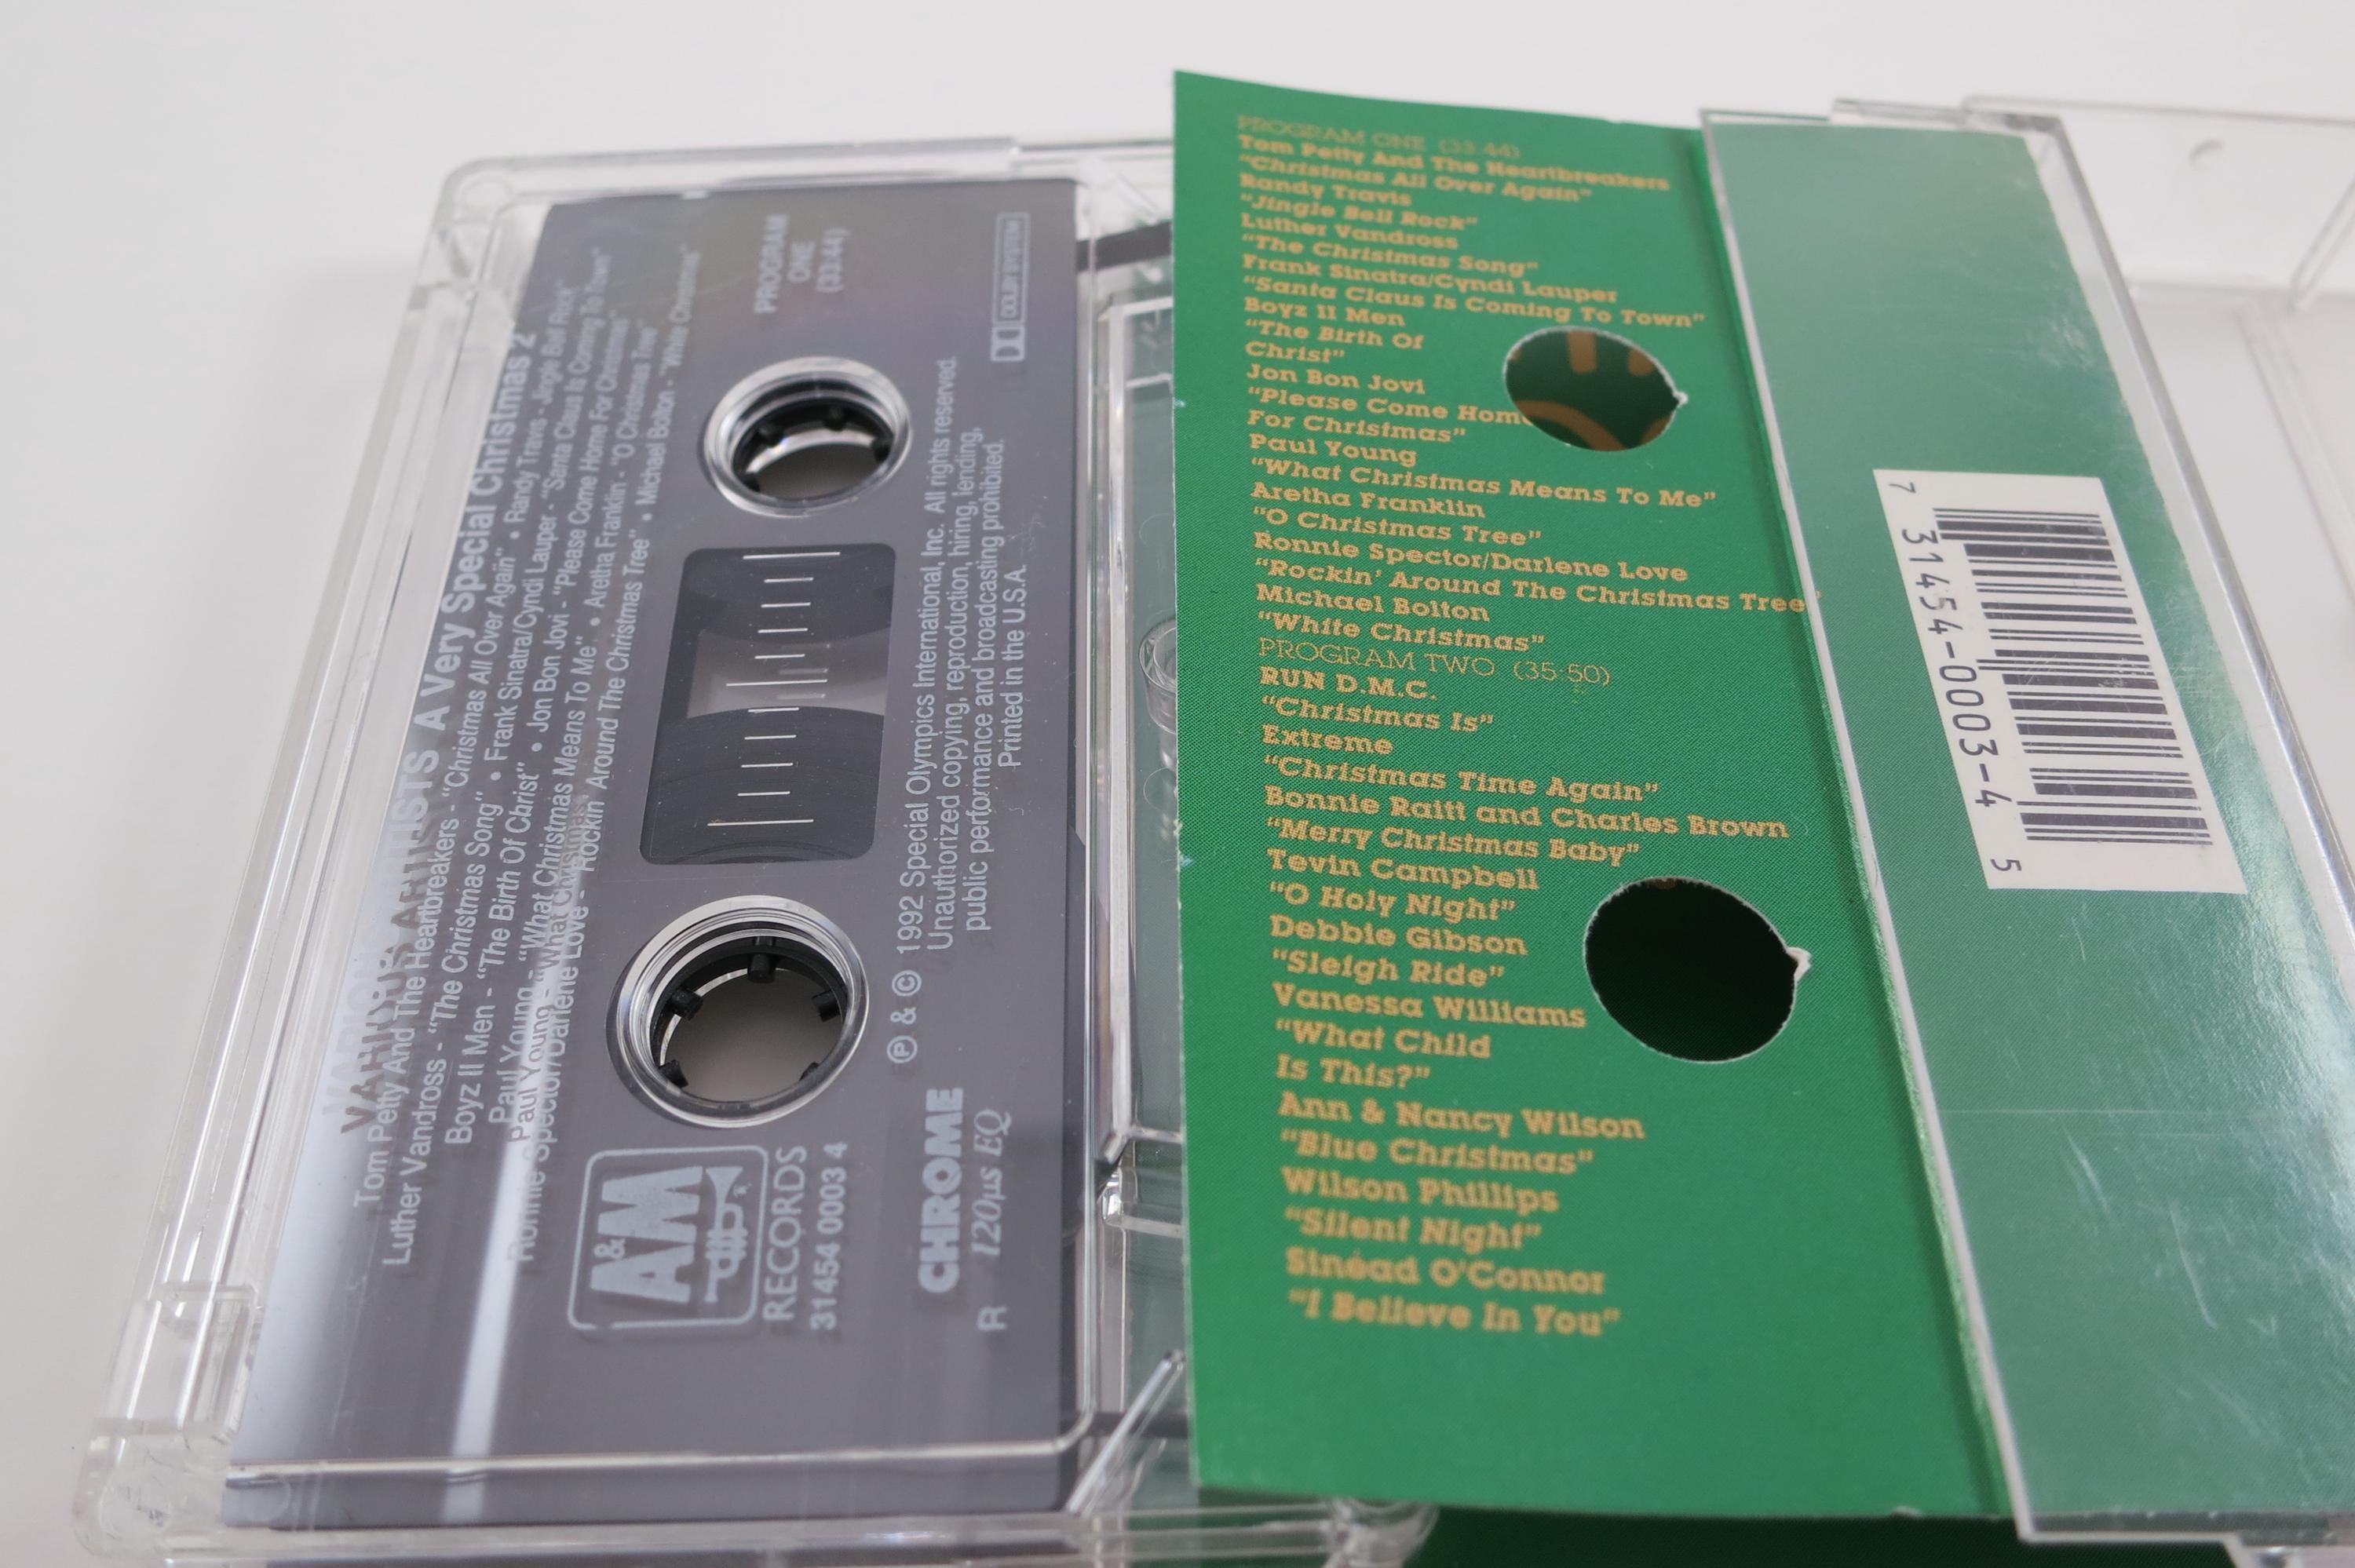 VARIOUS ARTISTS A Very Special Christmas 2
Tom Petty And The Heartbreakers - "Christmas All Over Again" • Randy Travis - Jingle Bell Rock"
Luther Vandross - "The Christmas Song" • Frank Sinatra/Cyndi Lauper - "Santa Claus Is Coming To Town"
Boyz II Men - "The Birth Of Christ" • Jon Bon Jovi - "Please Come Home For Christmas"
Paul Young - "What Christmas Means To Me" • Aretha Franklin - "O Christmas Tree"
Ronnie Spector/Darlene Love - "Rockin' Around The Christmas Tree" • Michael Bolton - "White Christmas"
PROGRAM
ONE
(33:44)
A&M
RECORDS
31454 0003 4
℗ & © 1992 Special Olympics International, Inc. All rights reserved.
Unauthorized copying, reproduction, hiring, lending,
public performance and broadcasting prohibited.
Printed in the U.S.A.
CHROME
R 120µs EQ
DOLBY SYSTEM
PROGRAM ONE (33:44)
Tom Petty And The Heartbreakers
"Christmas All Over Again"
Randy Travis
"Jingle Bell Rock"
Luther Vandross
"The Christmas Song"
Frank Sinatra/Cyndi Lauper
"Santa Claus Is Coming To Town"
Boyz II Men
"The Birth Of
Christ"
Jon Bon Jovi
"Please Come Home
For Christmas"
Paul Young
"What Christmas Means To Me"
Aretha Franklin
"O Christmas Tree"
Ronnie Spector/Darlene Love
"Rockin' Around The Christmas Tree"
Michael Bolton
"White Christmas"
PROGRAM TWO (35:50)
RUN D.M.C.
"Christmas Is"
Extreme
"Christmas Time Again"
Bonnie Raitt and Charles Brown
"Merry Christmas Baby"
Tevin Campbell
"O Holy Night"
Debbie Gibson
"Sleigh Ride"
Vanessa Williams
"What Child
Is This?"
Ann & Nancy Wilson
"Blue Christmas"
Wilson Phillips
"Silent Night"
Sinéad O'Connor
"I Believe In You"
7 31454-0003-4 5